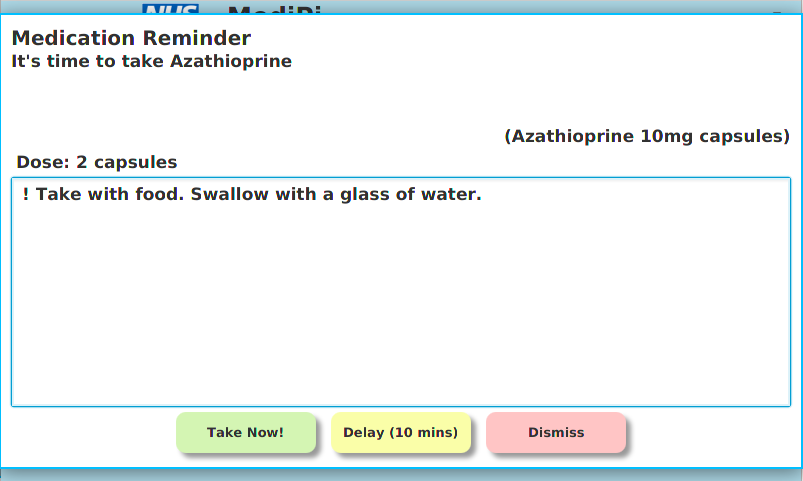 NHS MediPi
Medication Reminder
It's time to take Azathioprine
(Azathioprine 10mg capsules)
Dose: 2 capsules
! Take with food. Swallow with a glass of water.
Take Now! Delay (10 mins) Dismiss